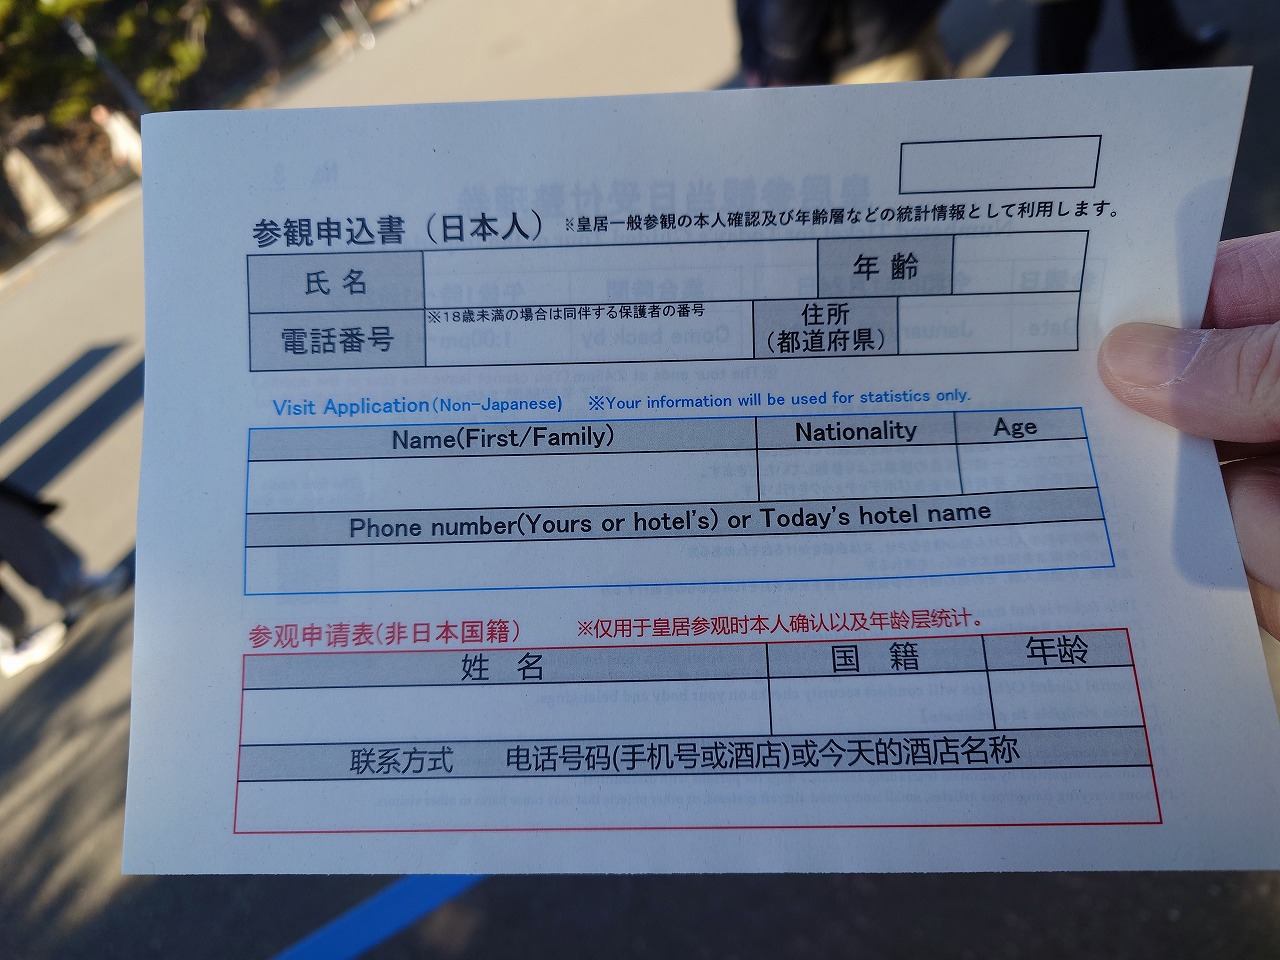 参観申込書（日本人） ※皇居一般参観の本人確認及び年齢層などの統計情報として利用します。
氏 名 年 齢
電話番号 ※18歳未満の場合は同伴する保護者の番号 住所
（都道府県）
Visit Application(Non-Japanese) ※Your information will be used for statistics only.
Name(First/Family) Nationality Age
Phone number(Yours or hotel's) or Today's hotel name
参观申请表(非日本国籍） ※仅用于皇居参观时本人确认以及年龄层统计。
姓 名 国 籍 年龄
联系方式 电话号码(手机号或酒店)或今天的酒店名称